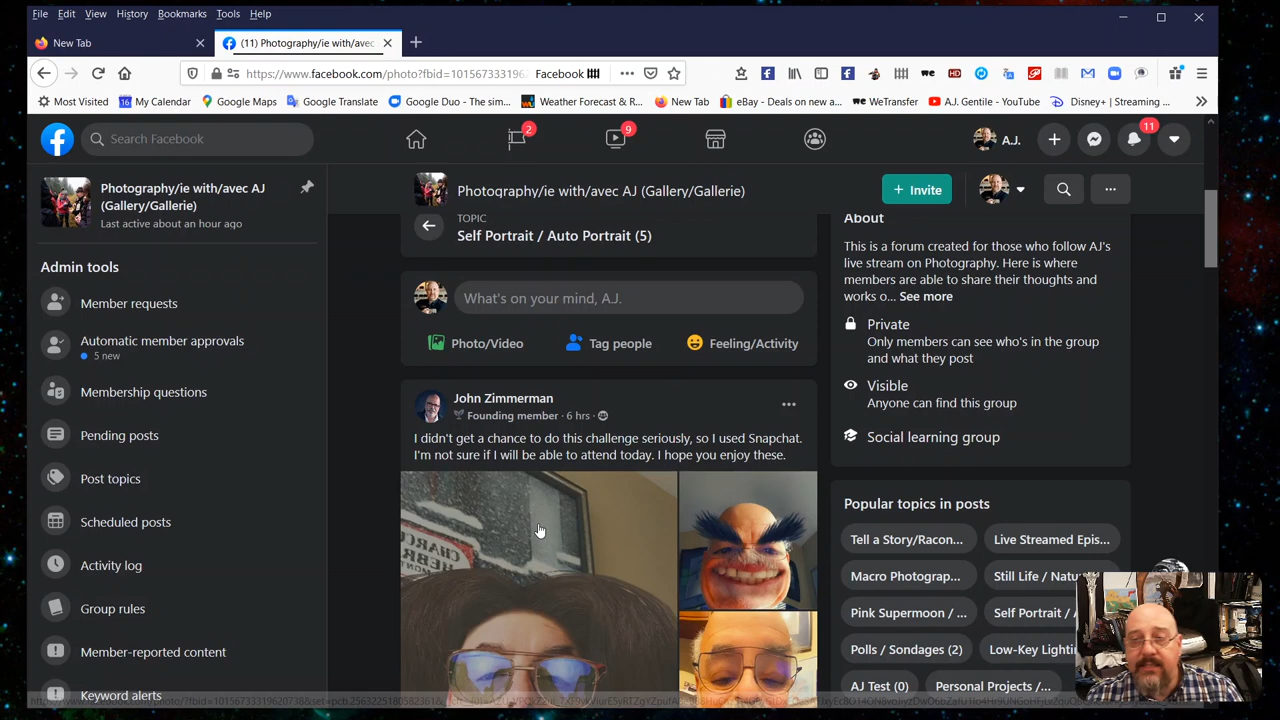 File Edit View History Bookmarks Tools Help
New Tab
(11) Photography/ie with/avec
https://www.facebook.com/photo?fbid=101567333196 Facebook
Most Visited
16 My Calendar
Google Maps
Google Translate
Google Duo - The sim...
Weather Forecast & R...
New Tab
eBay - Deals on new a...
we WeTransfer
A.J. Gentile - YouTube
Disney+ | Streaming ...
Search Facebook
2
9
A.J.
11
Photography/ie with/avec AJ
(Gallery/Gallerie)
Last active about an hour ago
Admin tools
Member requests
Automatic member approvals
5 new
Membership questions
Pending posts
Post topics
Scheduled posts
Activity log
Group rules
Member-reported content
Keyword alerts
Photography/ie with/avec AJ (Gallery/Gallerie)
+ Invite
TOPIC
Self Portrait / Auto Portrait (5)
What's on your mind, A.J.
Photo/Video
Tag people
Feeling/Activity
John Zimmerman
Founding member · 6 hrs ·
I didn't get a chance to do this challenge seriously, so I used Snapchat.
I'm not sure if I will be able to attend today. I hope you enjoy these.
About
This is a forum created for those who follow AJ's
live stream on Photography. Here is where
members are able to share their thoughts and
works o... See more
Private
Only members can see who's in the group
and what they post
Visible
Anyone can find this group
Social learning group
Popular topics in posts
Tell a Story/Racon...
Live Streamed Epis...
Macro Photograp...
Still Life / Natu
Pink Supermoon / ...
Self Portrait /
Polls / Sondages (2)
Low-Key Lighti
AJ Test (0)
Personal Projects /...